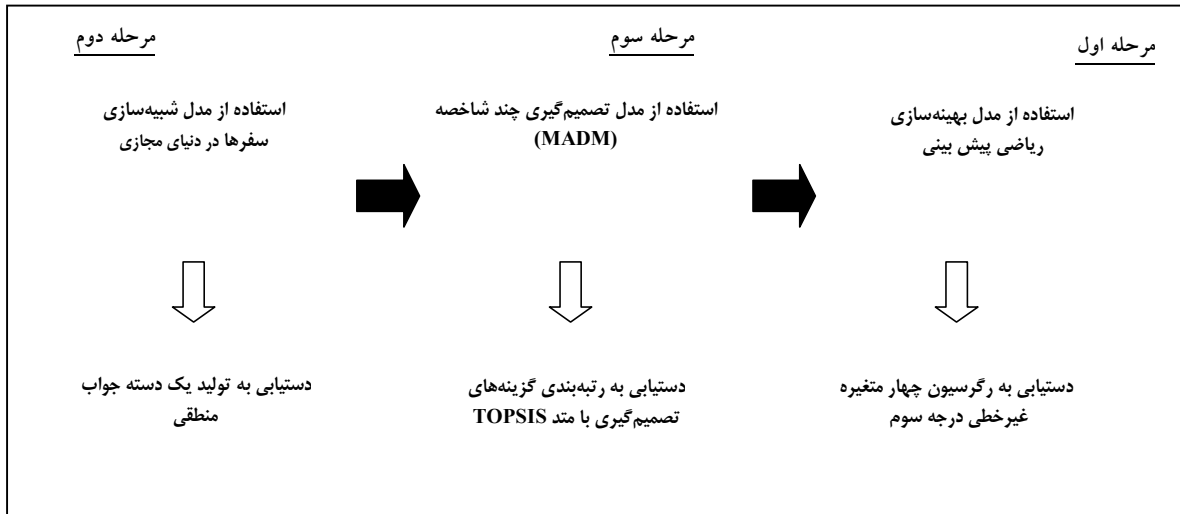 مرحله اول
استفاده از مدل بهینه‌سازی
ریاضی پیش بینی
دستیابی به رگرسیون چهار متغیره
غیرخطی درجه سوم
مرحله سوم
استفاده از مدل تصمیم‌گیری چند شاخصه
(MADM)
دستیابی به رتبه‌بندی گزینه‌های
تصمیم‌گیری با متد TOPSIS
مرحله دوم
استفاده از مدل شبیه‌سازی
سفرها در دنیای مجازی
دستیابی به تولید یک دسته جواب
منطقی